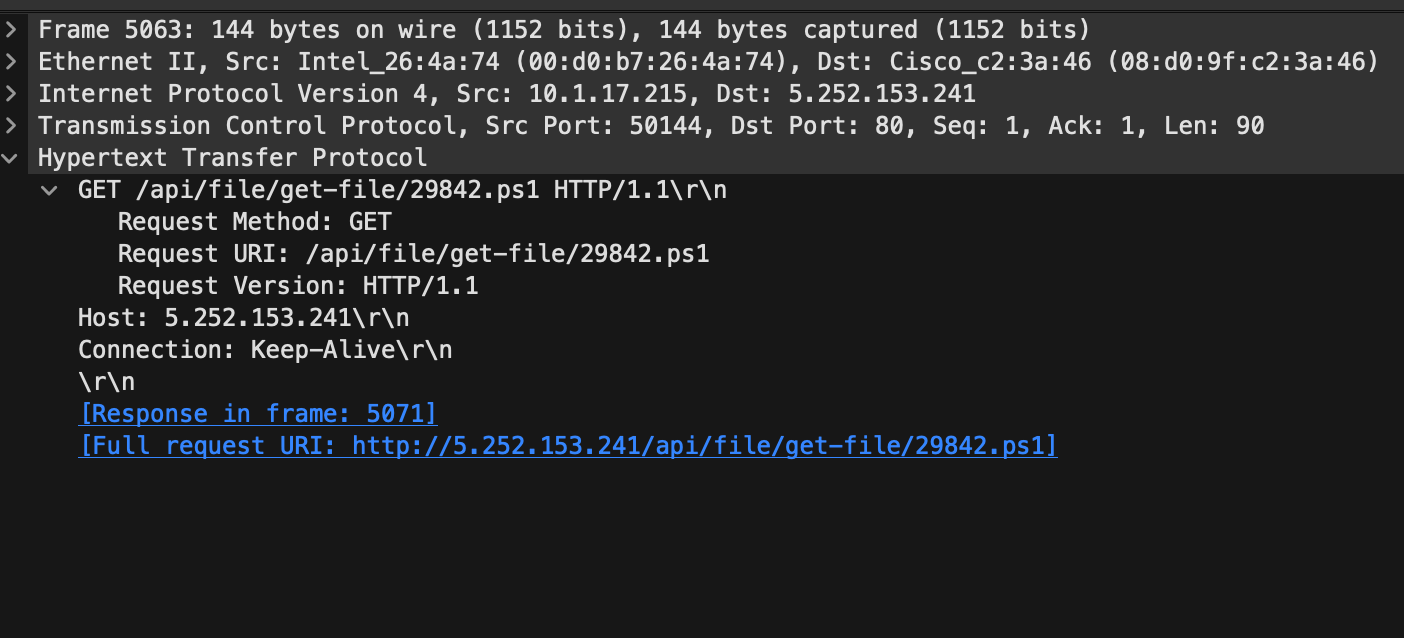 Frame 5063: 144 bytes on wire (1152 bits), 144 bytes captured (1152 bits)
Ethernet II, Src: Intel_26:4a:74 (00:d0:b7:26:4a:74), Dst: Cisco_c2:3a:46 (08:d0:9f:c2:3a:46)
Internet Protocol Version 4, Src: 10.1.17.215, Dst: 5.252.153.241
Transmission Control Protocol, Src Port: 50144, Dst Port: 80, Seq: 1, Ack: 1, Len: 90
Hypertext Transfer Protocol
GET /api/file/get-file/29842.ps1 HTTP/1.1\r\n
Request Method: GET
Request URI: /api/file/get-file/29842.ps1
Request Version: HTTP/1.1
Host: 5.252.153.241\r\n
Connection: Keep-Alive\r\n
\r\n
[Response in frame: 5071]
[Full request URI: http://5.252.153.241/api/file/get-file/29842.ps1]